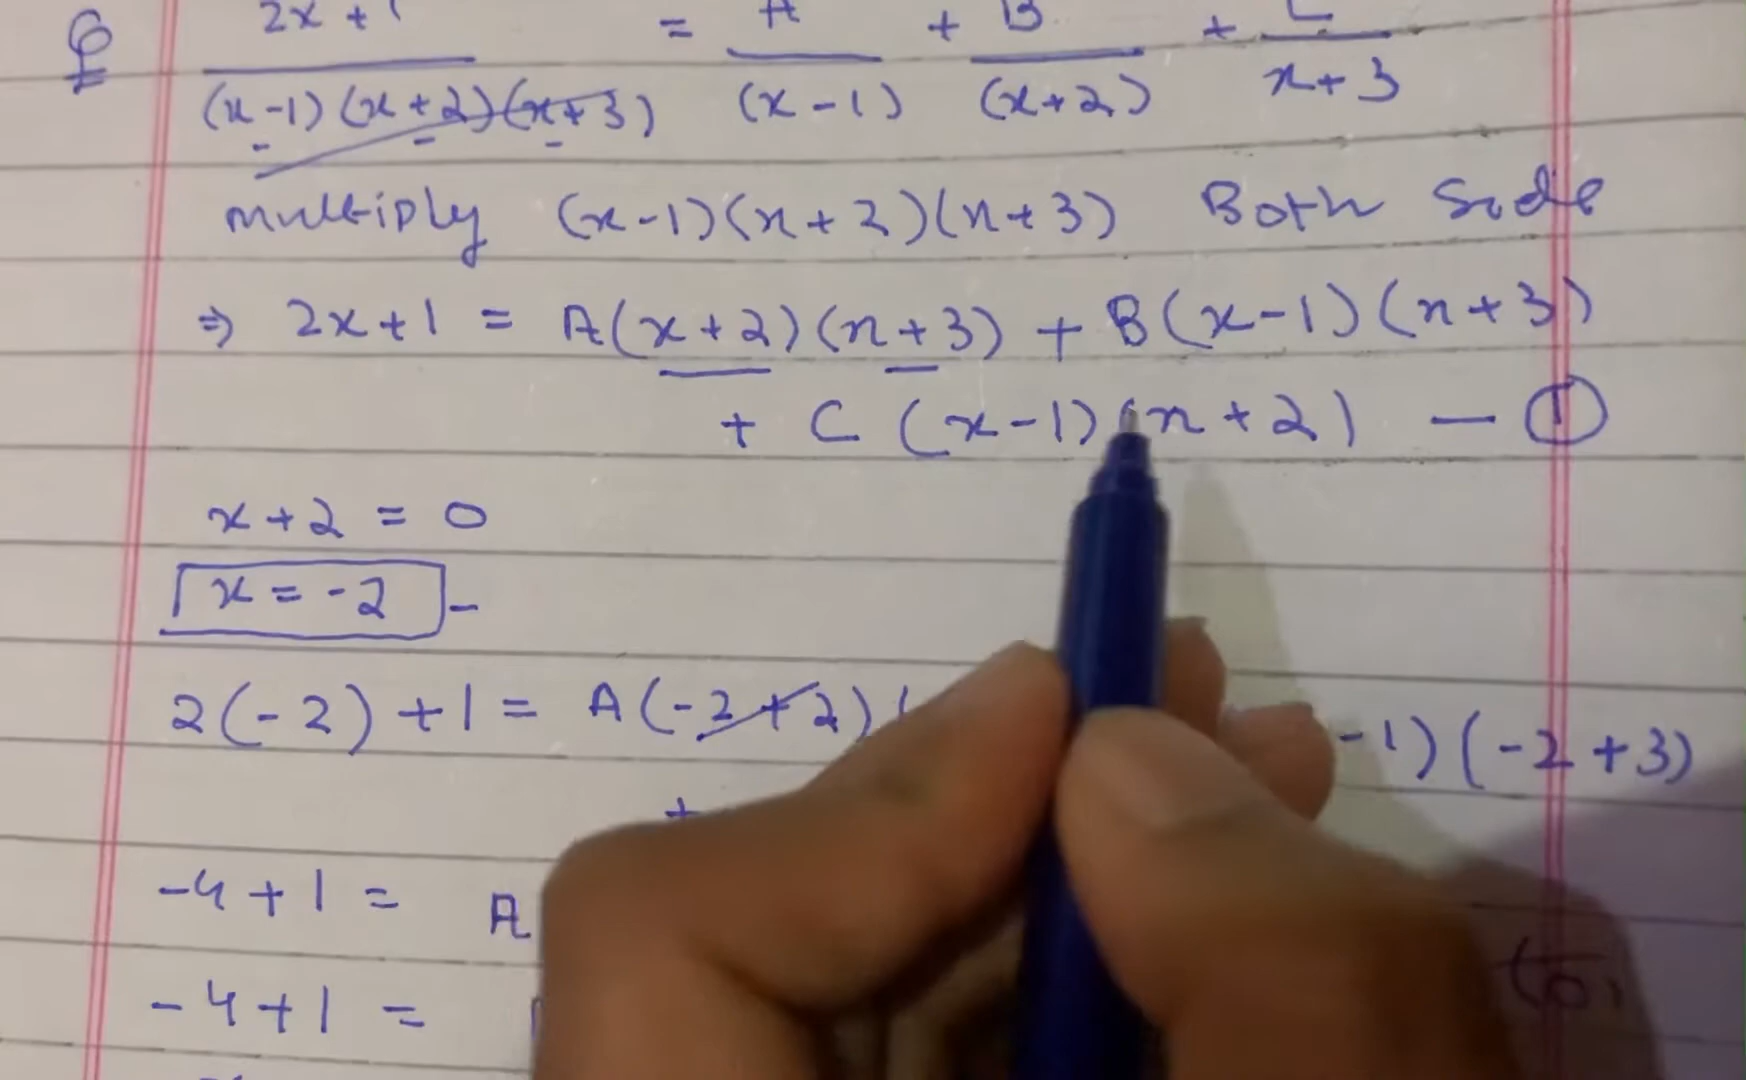 Q 2x+1 = A + B + C
(x-1)(x+2)(x+3) (x-1) (x+2) x+3
multiply (x-1)(x+2)(x+3) Both Side
⇒ 2x+1 = A(x+2)(x+3) + B(x-1)(x+3)
+ C (x-1)(x+2) — ①
x+2 = 0
x = -2 -
2(-2)+1 = A(-2+2)( -1)(-2+3)
+
-4+1 = A
-4+1 =